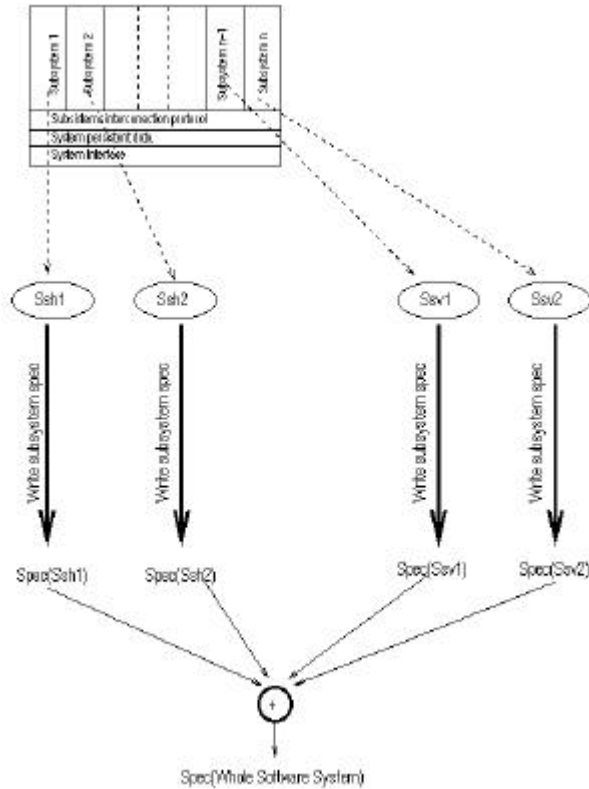 Subsystem 1
Subsystem 2
Subsystem n-1
Subsystem n
Subsistems interconnection protocol
System persistent data
System interface
Ssh1
Ssh2
Ssv1
Ssv2
Write subsystem spec
Write subsystem spec
Write subsystem spec
Write subsystem spec
Spec(Ssh1)
Spec(Ssh2)
Spec(Ssv1)
Spec(Ssv2)
+
Spec(Whole Software System)